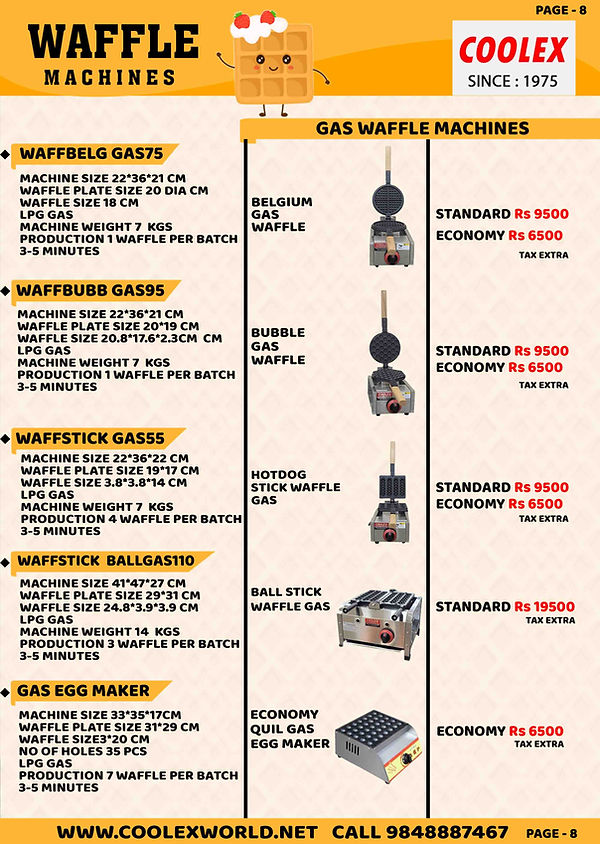 PAGE - 8
WAFFLE
MACHINES
COOLEX
SINCE : 1975
GAS WAFFLE MACHINES
WAFFBELG GAS75
MACHINE SIZE 22*36*21 CM
WAFFLE PLATE SIZE 20 DIA CM
WAFFLE SIZE 18 CM
LPG GAS
MACHINE WEIGHT 7 KGS
PRODUCTION 1 WAFFLE PER BATCH
3-5 MINUTES
BELGIUM
GAS
WAFFLE
STANDARD Rs 9500
ECONOMY Rs 6500
TAX EXTRA
WAFFBUBB GAS95
MACHINE SIZE 22*36*21 CM
WAFFLE PLATE SIZE 20*19 CM
WAFFLE SIZE 20.8*17.6*2.3CM CM
LPG GAS
MACHINE WEIGHT 7 KGS
PRODUCTION 1 WAFFLE PER BATCH
3-5 MINUTES
BUBBLE
GAS
WAFFLE
STANDARD Rs 9500
ECONOMY Rs 6500
TAX EXTRA
WAFFSTICK GAS55
MACHINE SIZE 22*36*22 CM
WAFFLE PLATE SIZE 19*17 CM
WAFFLE SIZE 3.8*3.8*14 CM
LPG GAS
MACHINE WEIGHT 7 KGS
PRODUCTION 4 WAFFLE PER BATCH
3-5 MINUTES
HOTDOG
STICK WAFFLE
GAS
STANDARD Rs 9500
ECONOMY Rs 6500
TAX EXTRA
WAFFSTICK BALLGAS110
MACHINE SIZE 41*47*27 CM
WAFFLE PLATE SIZE 29*31 CM
WAFFLE SIZE 24.8*3.9*3.9 CM
LPG GAS
MACHINE WEIGHT 14 KGS
PRODUCTION 3 WAFFLE PER BATCH
3-5 MINUTES
BALL STICK
WAFFLE GAS
STANDARD Rs 19500
TAX EXTRA
GAS EGG MAKER
MACHINE SIZE 33*35*17CM
WAFFLE PLATE SIZE 31*29 CM
WAFFLE SIZE3*20 CM
NO OF HOLES 35 PCS
LPG GAS
PRODUCTION 7 WAFFLE PER BATCH
3-5 MINUTES
ECONOMY
QUIL GAS
EGG MAKER
ECONOMY Rs 6500
TAX EXTRA
WWW.COOLEXWORLD.NET CALL 9848887467 PAGE - 8